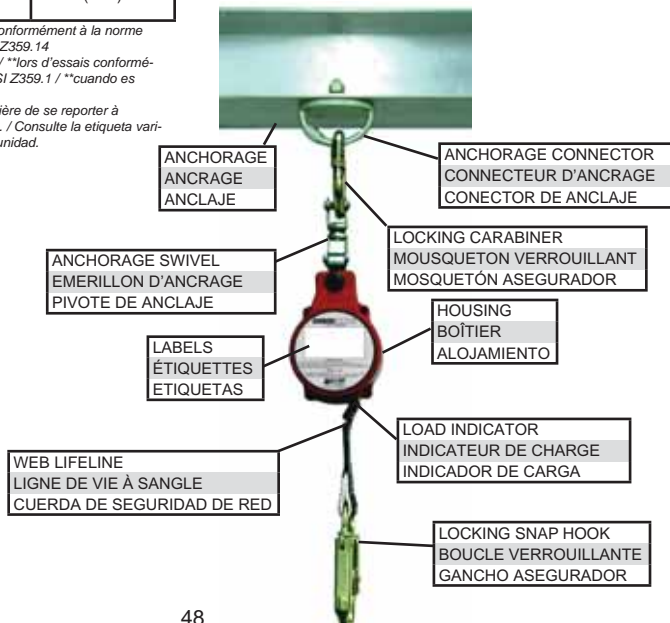 onformément à la norme
Z359.14
/ **lors d'essais conformé-
SI Z359.1 / **cuando es
ière de se reporter à
. / Consulte la etiqueta vari-
unidad.
ANCHORAGE
ANCRAGE
ANCLAJE
ANCHORAGE CONNECTOR
CONNECTEUR D'ANCRAGE
CONECTOR DE ANCLAJE
LOCKING CARABINER
MOUSQUETON VERROUILLANT
MOSQUETÓN ASEGURADOR
ANCHORAGE SWIVEL
EMERILLON D'ANCRAGE
PIVOTE DE ANCLAJE
HOUSING
BOÎTIER
ALOJAMIENTO
LABELS
ÉTIQUETTES
ETIQUETAS
LOAD INDICATOR
INDICATEUR DE CHARGE
INDICADOR DE CARGA
WEB LIFELINE
LIGNE DE VIE À SANGLE
CUERDA DE SEGURIDAD DE RED
LOCKING SNAP HOOK
BOUCLE VERROUILLANTE
GANCHO ASEGURADOR
48